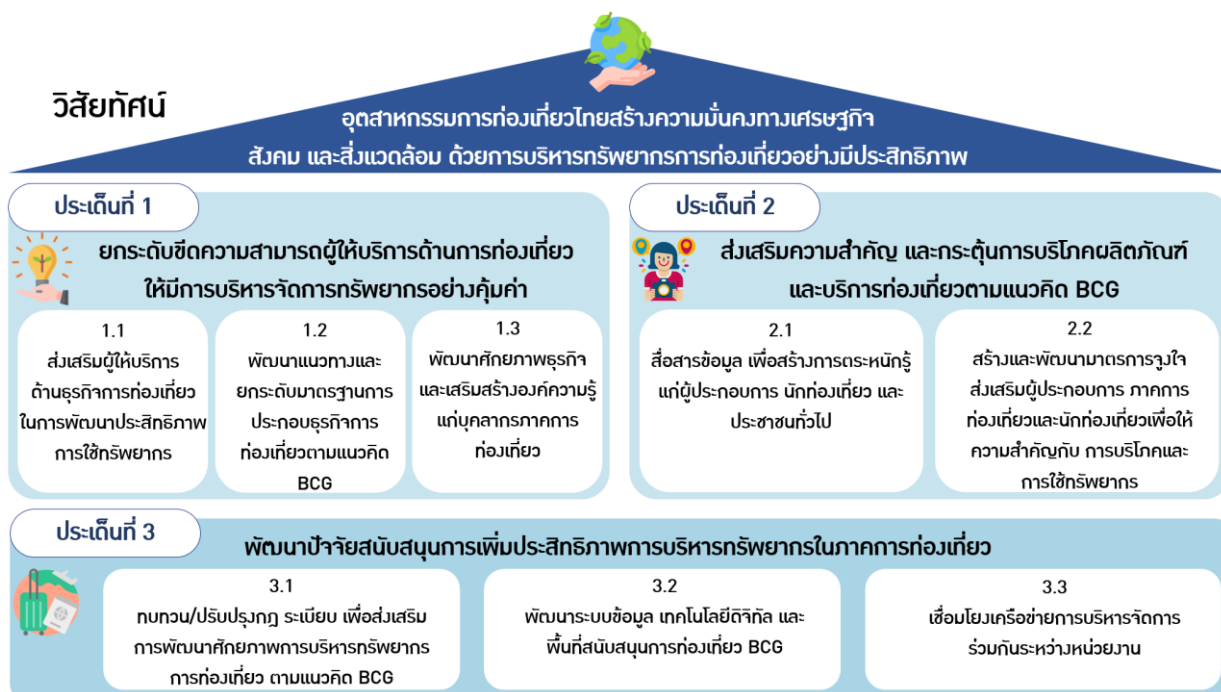 วิสัยทัศน์
อุตสาหกรรมการท่องเที่ยวไทยสร้างความมั่นคงทางเศรษฐกิจ
สังคม และสิ่งแวดล้อม ด้วยการบริหารทรัพยากรการท่องเที่ยวอย่างมีประสิทธิภาพ
ประเด็นที่ 1
ยกระดับขีดความสามารถผู้ให้บริการด้านการท่องเที่ยว
ให้มีการบริหารจัดการทรัพยากรอย่างคุ้มค่า
1.1
ส่งเสริมผู้ให้บริการ
ด้านธุรกิจการท่องเที่ยว
ในการพัฒนาประสิทธิภาพ
การใช้ทรัพยากร
1.2
พัฒนาแนวทางและ
ยกระดับมาตรฐานการ
ประกอบธุรกิจการ
ท่องเที่ยวตามแนวคิด
BCG
1.3
พัฒนาศักยภาพธุรกิจ
และเสริมสร้างองค์ความรู้
แก่บุคลากรภาคการ
ท่องเที่ยว
ประเด็นที่ 2
ส่งเสริมความสำคัญ และกระตุ้นการบริโภคผลิตภัณฑ์
และบริการท่องเที่ยวตามแนวคิด BCG
2.1
สื่อสารข้อมูล เพื่อสร้างการตระหนักรู้
แก่ผู้ประกอบการ นักท่องเที่ยว และ
ประชาชนทั่วไป
2.2
สร้างและพัฒนามาตรการจูงใจ
ส่งเสริมผู้ประกอบการ ภาคการ
ท่องเที่ยวและนักท่องเที่ยวเพื่อให้
ความสำคัญกับ การบริโภคและ
การใช้ทรัพยากร
ประเด็นที่ 3
พัฒนาปัจจัยสนับสนุนการเพิ่มประสิทธิภาพการบริหารทรัพยากรในภาคการท่องเที่ยว
3.1
ทบทวน/ปรับปรุงกฎ ระเบียบ เพื่อส่งเสริม
การพัฒนาศักยภาพการบริหารทรัพยากร
การท่องเที่ยว ตามแนวคิด BCG
3.2
พัฒนาระบบข้อมูล เทคโนโลยีดิจิทัล และ
พื้นที่สนับสนุนการท่องเที่ยว BCG
3.3
เชื่อมโยงเครือข่ายการบริหารจัดการ
ร่วมกันระหว่างหน่วยงาน